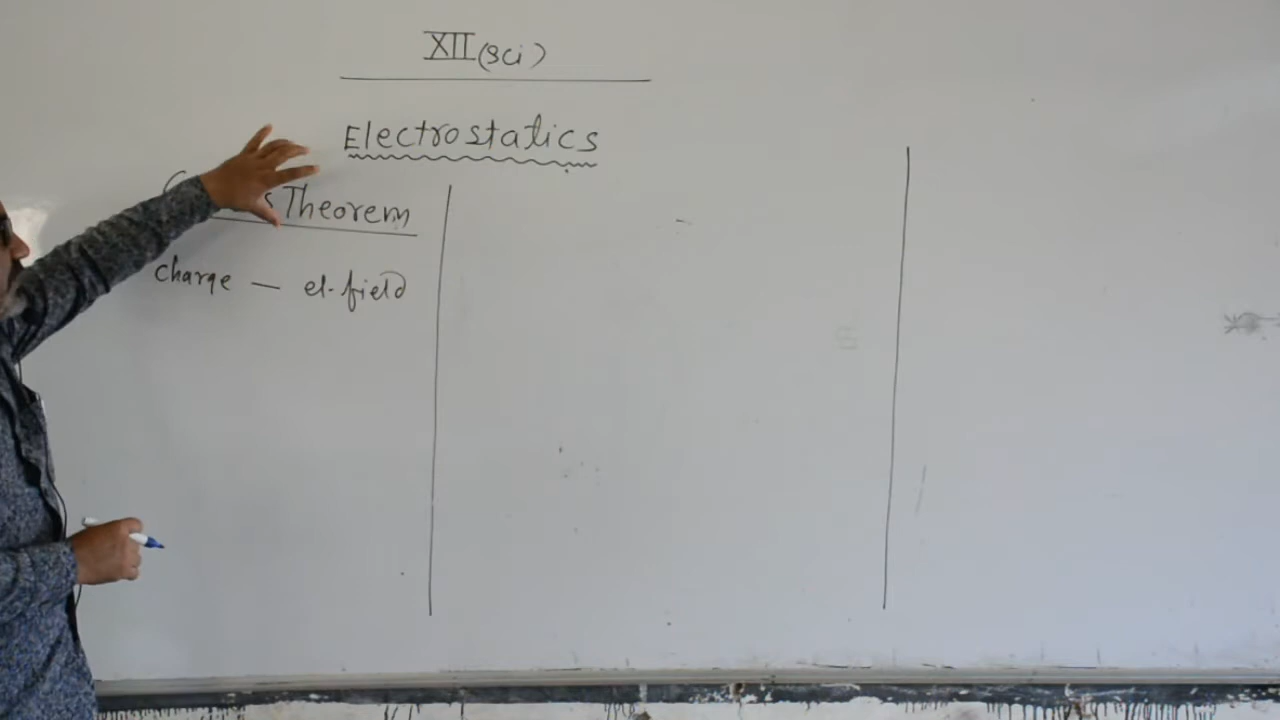 XII (Sci)
Electrostatics
Theorem
charge — el. field